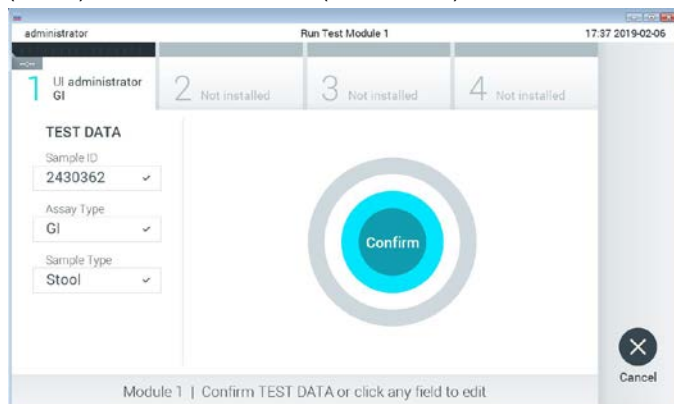 administrator Run Test Module 1 17:37 2019-02-06
1 UI administrator
GI
2 Not installed
3 Not installed
4 Not installed
TEST DATA
Sample ID
2430362
Assay Type
GI
Sample Type
Stool
Confirm
Cancel
Module 1 | Confirm TEST DATA or click any field to edit